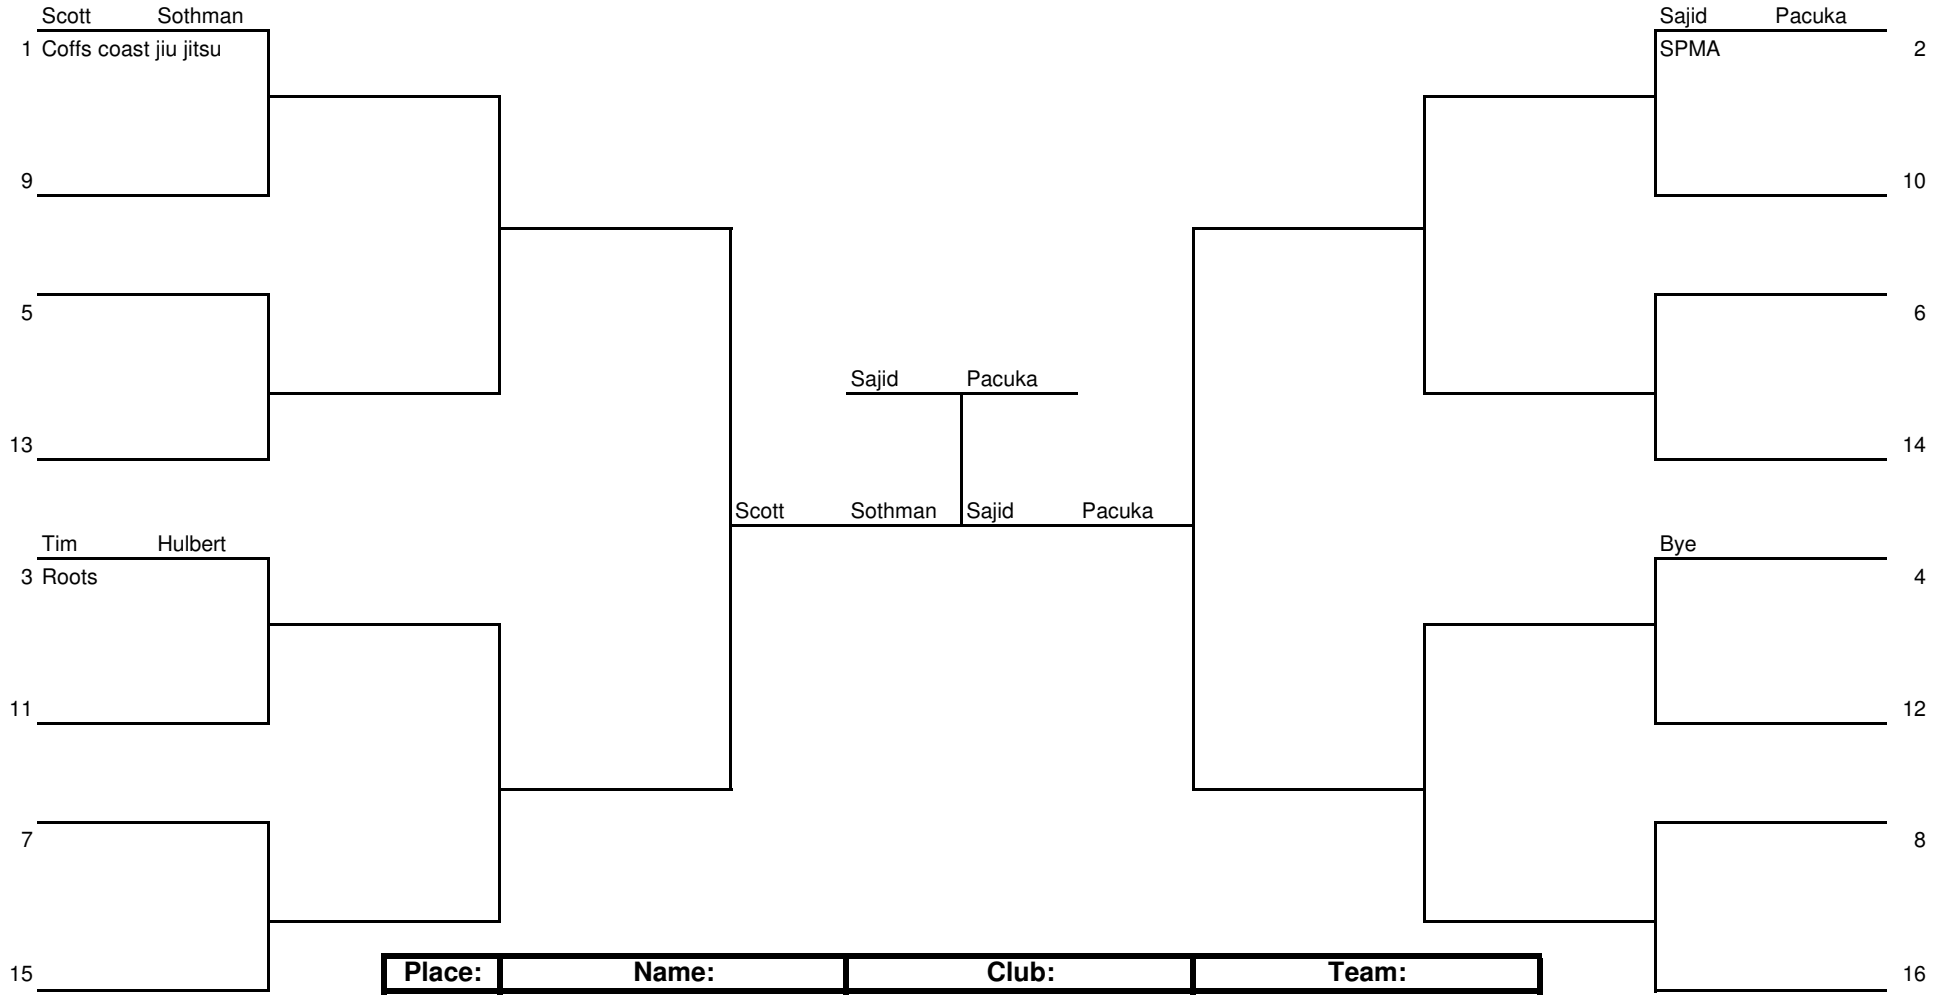 Scott Sothman Sajid Pacuka
1 Coffs coast jiu jitsu SPMA 2
9 10
5 6
Sajid Pacuka
13 14
Scott Sothman Sajid Pacuka
Tim Hulbert Bye
3 Roots 4
11 12
7 8
15 Place: Name: Club: Team: 16